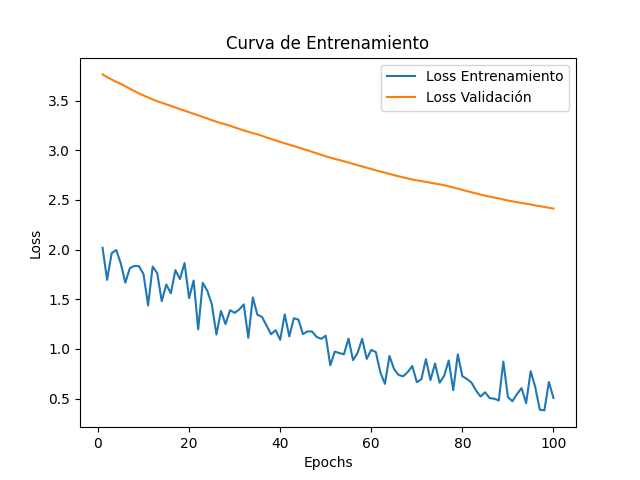 Curva de Entrenamiento
Loss Entrenamiento
Loss Validación
Loss
3.5
3.0
2.5
2.0
1.5
1.0
0.5
0 20 40 60 80 100
Epochs